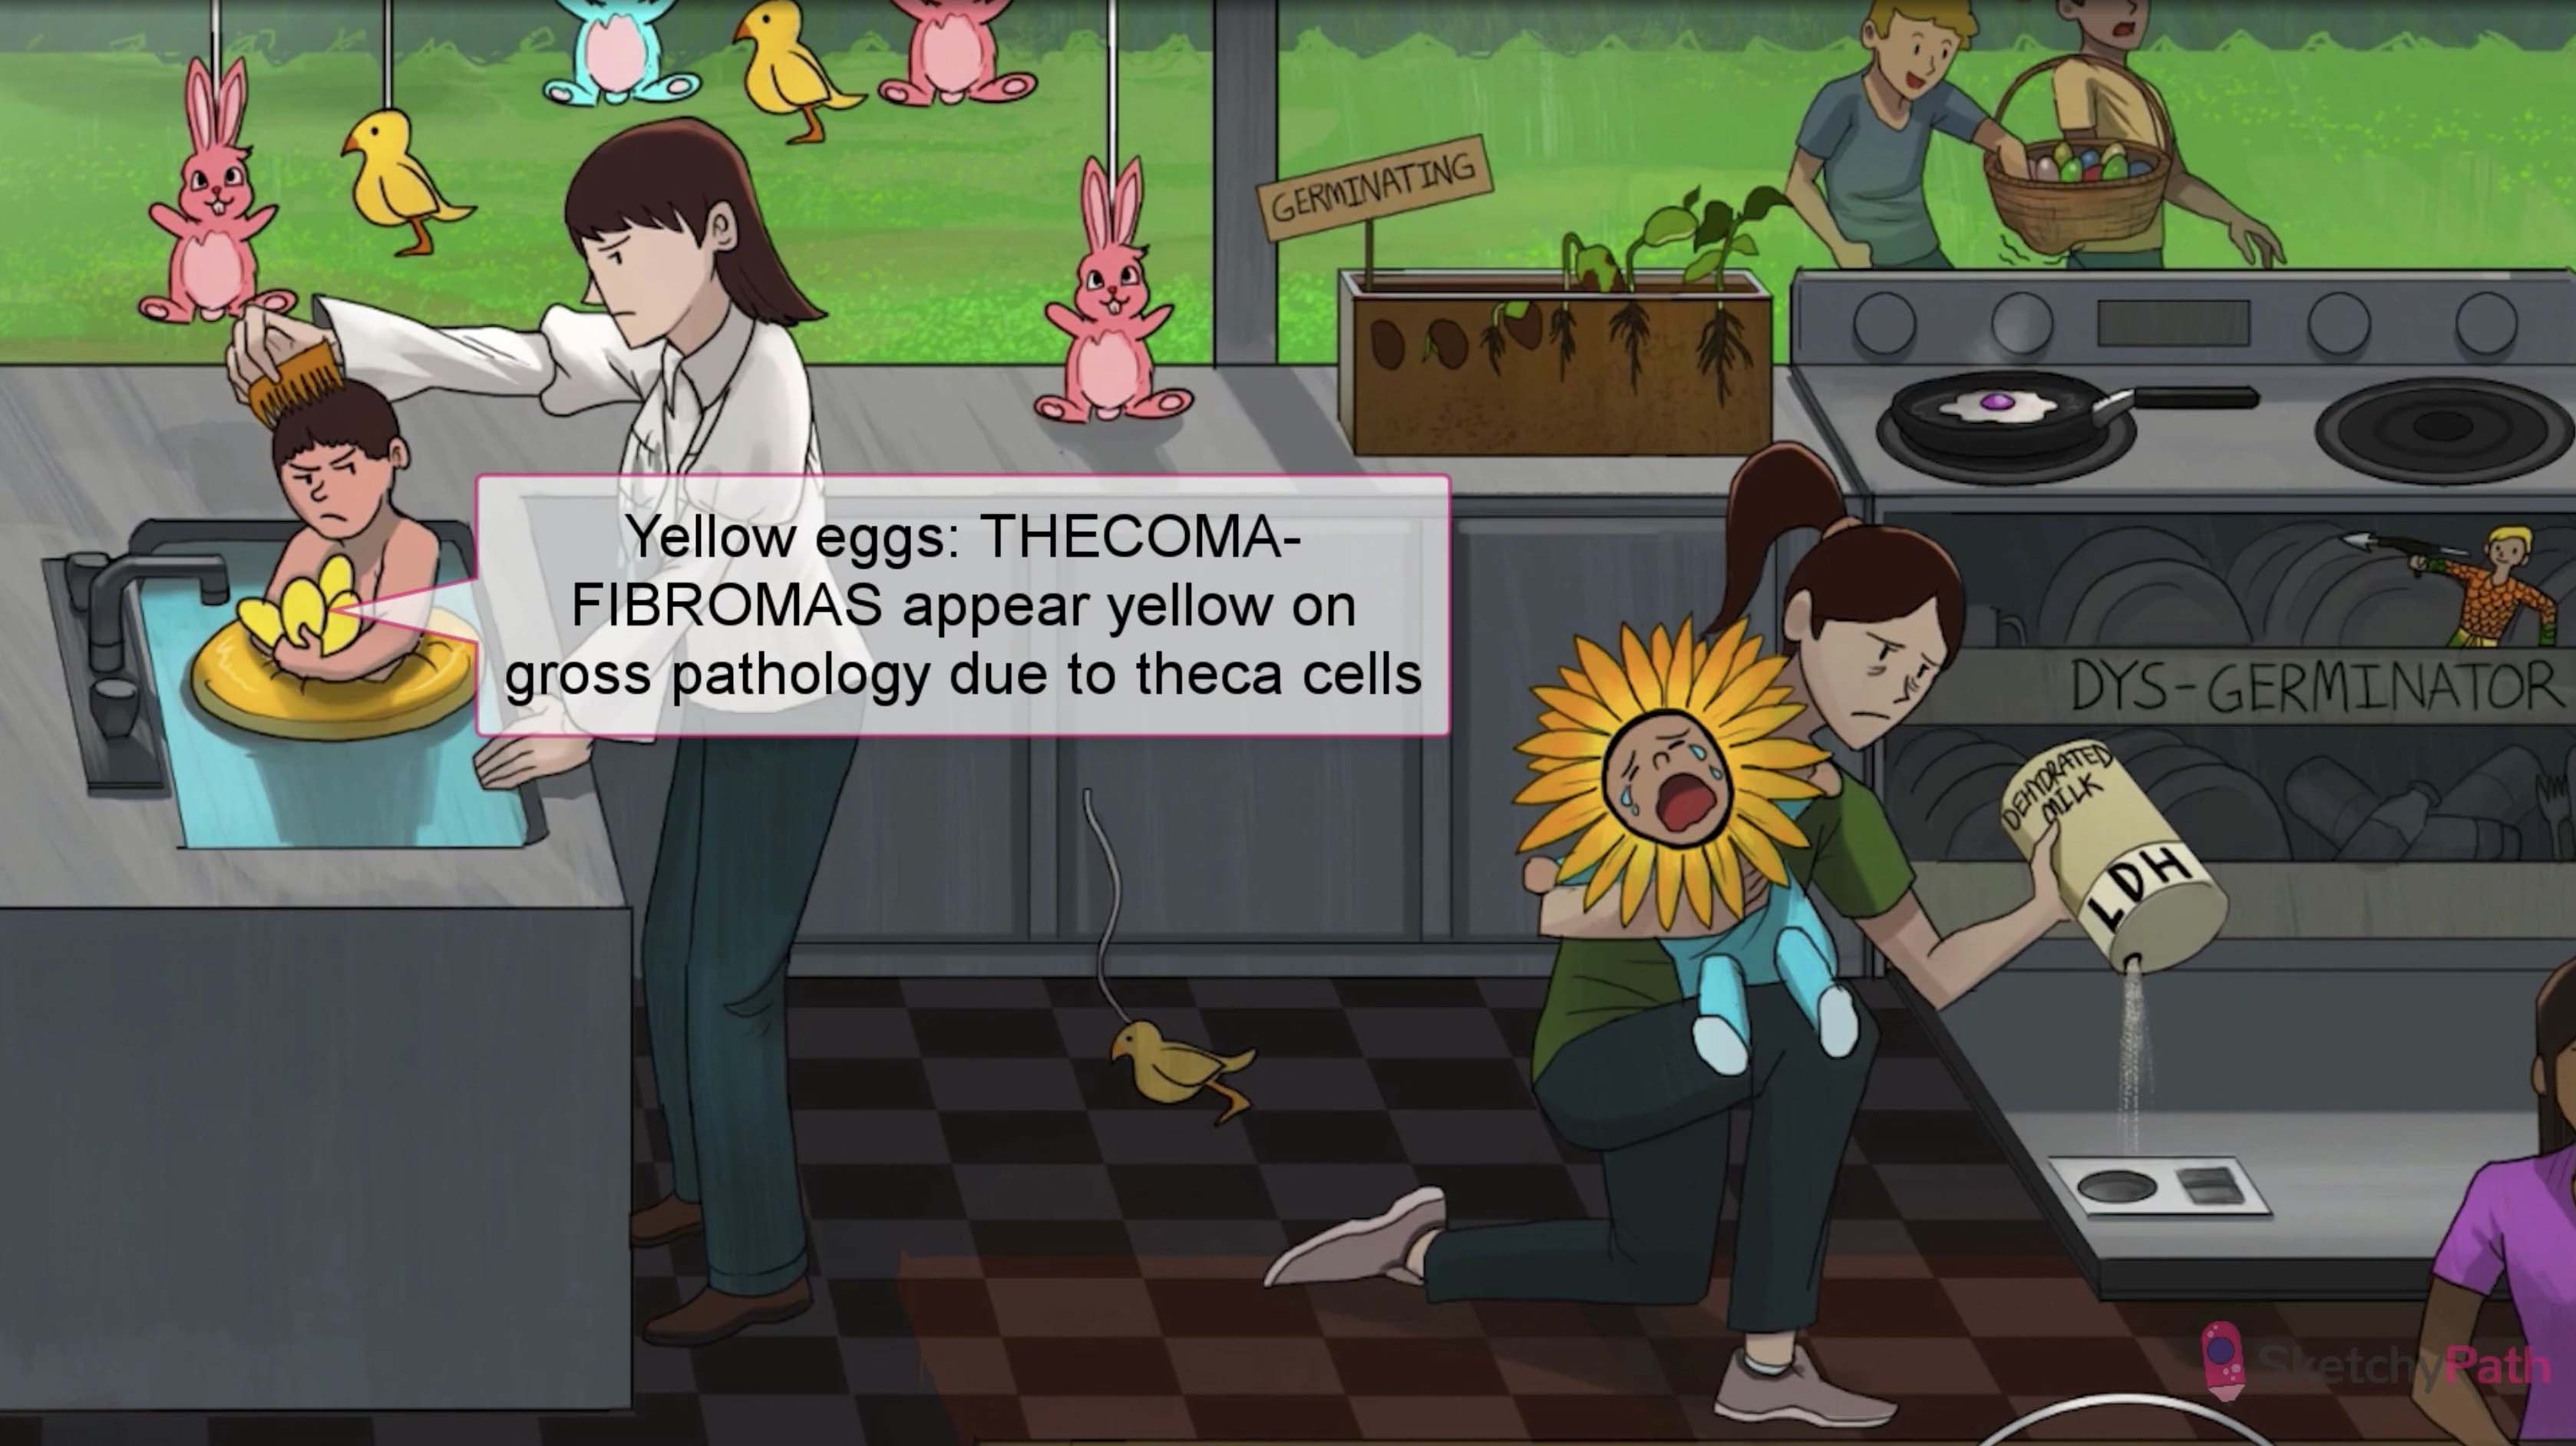 GERMINATING
Yellow eggs: THECOMA-
FIBROMAS appear yellow on
gross pathology due to theca cells
DYS-GERMINATOR
DEHYDRATED
MILK
LDH
SketchyPath